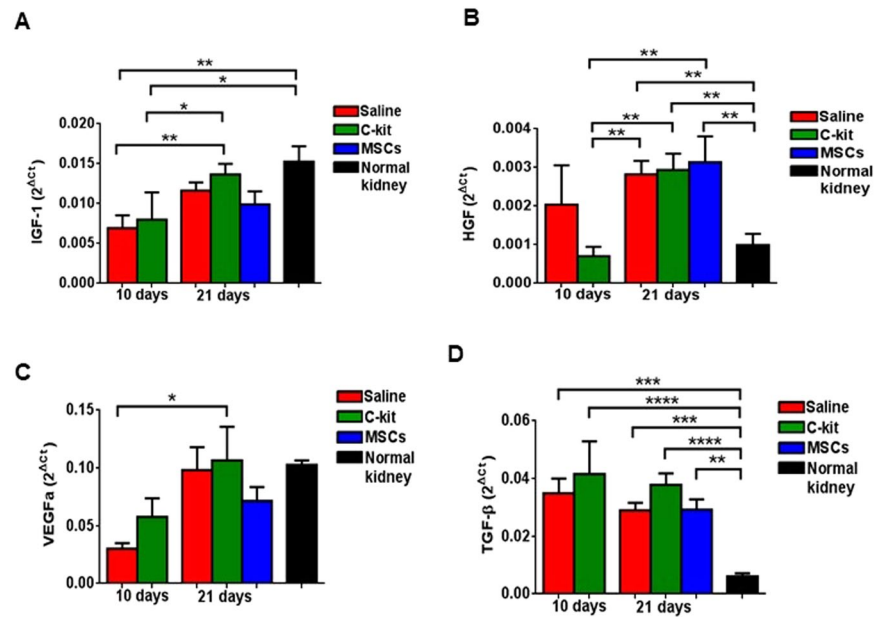 A
**
*
*
**
IGF-1 (2^ΔCt)
0.020
0.015
0.010
0.005
0.000
10 days
21 days
Saline
C-kit
MSCs
Normal
kidney
B
**
**
**
**
**
**
HGF (2^ΔCt)
0.004
0.003
0.002
0.001
0.000
10 days
21 days
Saline
C-kit
MSCs
Normal
kidney
C
*
VEGFa (2^ΔCt)
0.15
0.10
0.05
0.00
10 days
21 days
Saline
C-kit
MSCs
Normal
kidney
D
***
****
***
****
**
TGF-β (2^ΔCt)
0.06
0.04
0.02
0.00
10 days
21 days
Saline
C-kit
MSCs
Normal
kidney